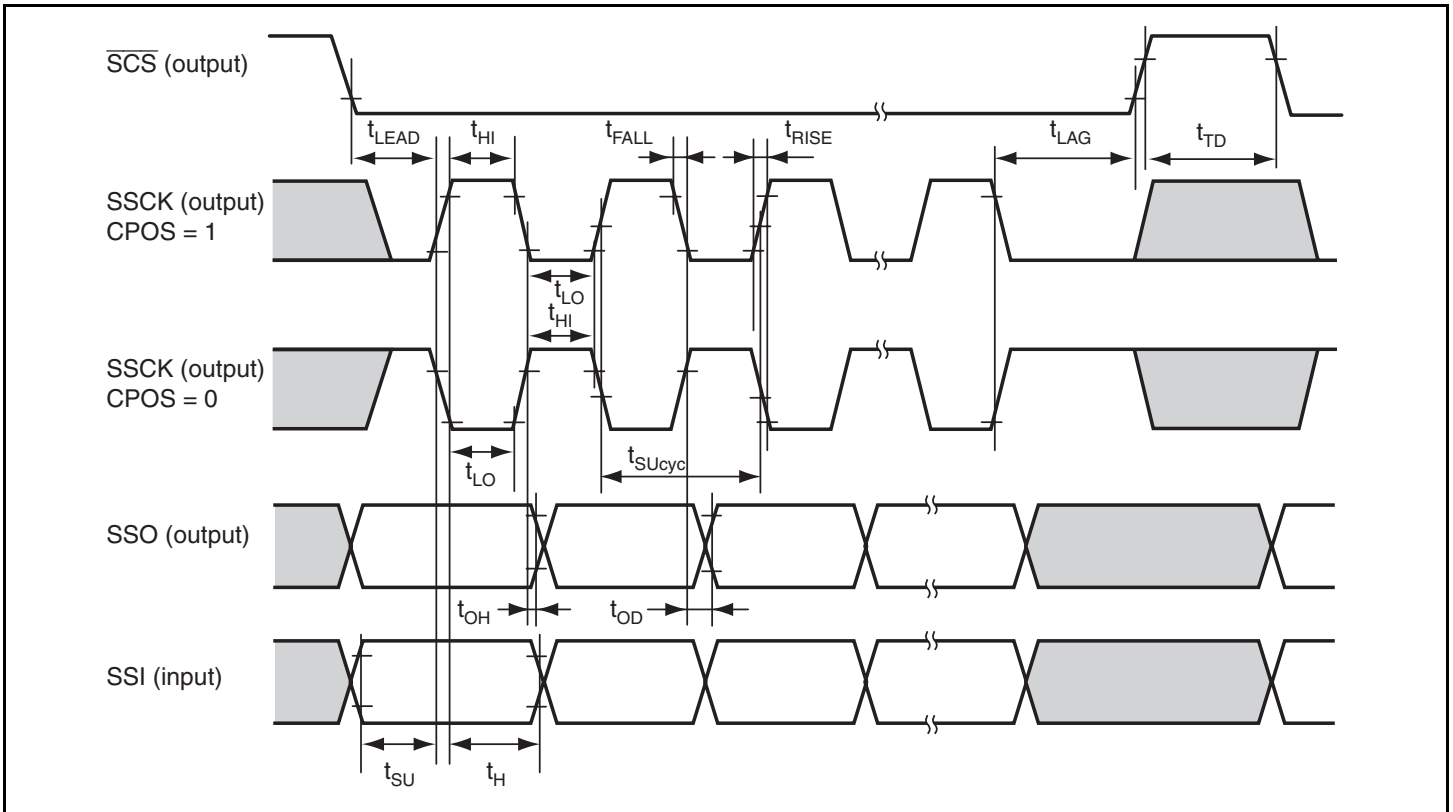 SCS (output)
tLEAD
tHI
tFALL
tRISE
tLAG
tTD
SSCK (output)
CPOS = 1
tLO
tHI
SSCK (output)
CPOS = 0
tLO
tSUcyc
SSO (output)
tOH
tOD
SSI (input)
tSU
tH